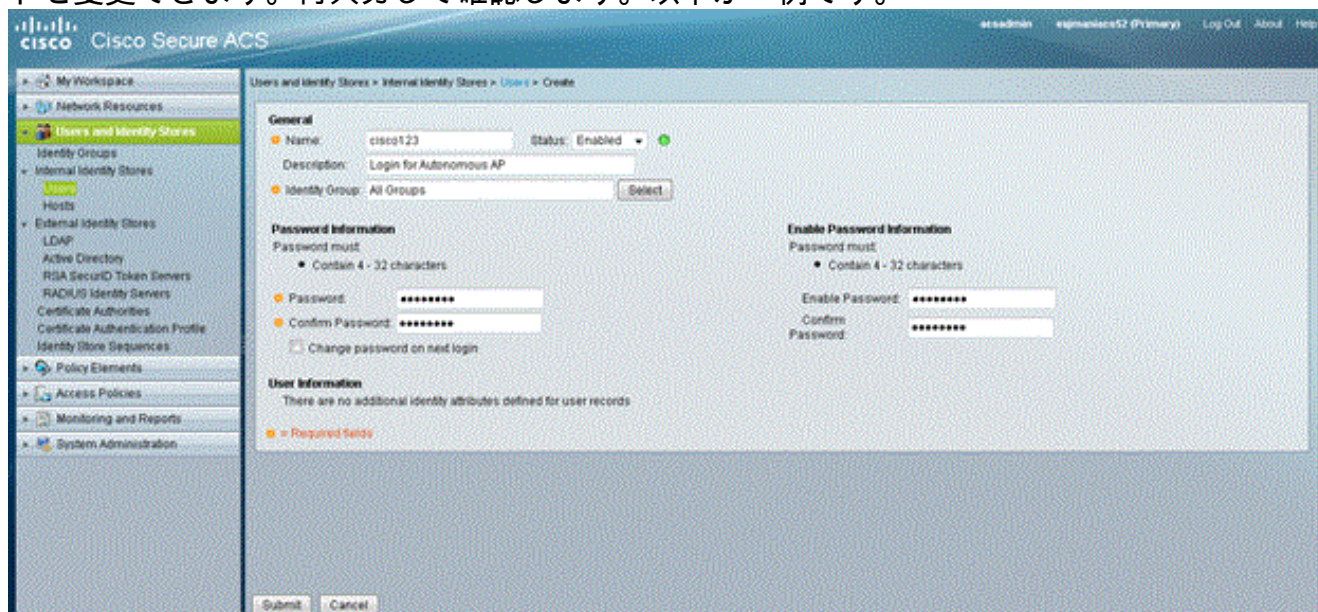 cisco Cisco Secure ACS
acsadmin (Primary) Log Out About Help
My Workspace
Network Resources
Users and Identity Stores
Identity Groups
Internal Identity Stores
Users
Hosts
External Identity Stores
LDAP
Active Directory
RSA SecurID Token Servers
RADIUS Identity Servers
Certificate Authorities
Certificate Authentication Profile
Identity Store Sequences
Policy Elements
Access Policies
Monitoring and Reports
System Administration
Users and Identity Stores > Internal Identity Stores > Users > Create
General
Name: cisco123 Status: Enabled
Description: Login for Autonomous AP
Identity Group: All Groups Select
Password Information
Password must:
• Contain 4 - 32 characters
Password: ••••••••
Confirm Password: ••••••••
Change password on next login
Enable Password Information
Password must:
• Contain 4 - 32 characters
Enable Password: ••••••••
Confirm
Password: ••••••••
User Information
There are no additional identity attributes defined for user records
= Required fields
Submit Cancel